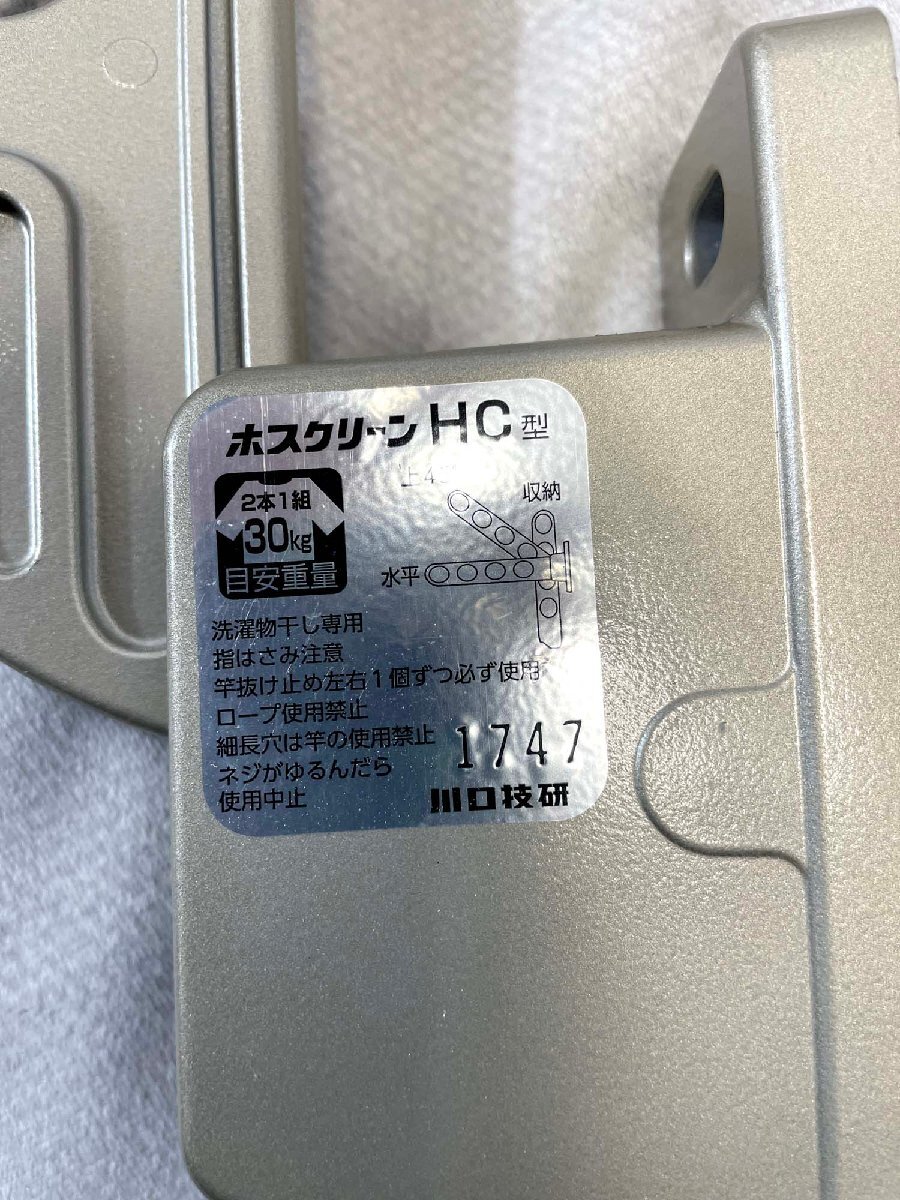 ホスクリーン HC型
2本1組
30kg
目安重量
収納
水平
洗濯物干し専用
指はさみ注意
竿抜け止め左右1個ずつ必ず使用
ロープ使用禁止
細長穴は竿の使用禁止
ネジがゆるんだら
使用中止
1747
川口技研